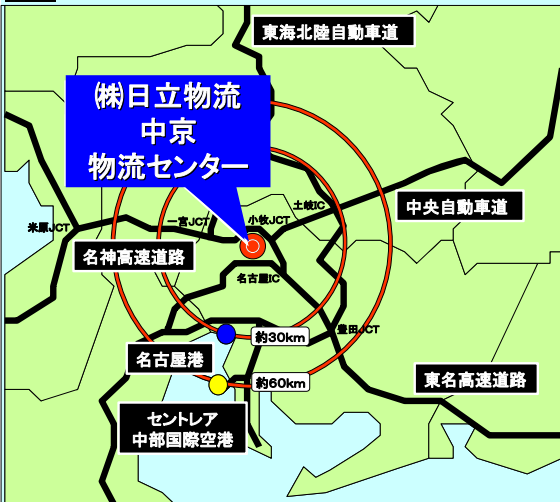 東海北陸自動車道
㈱日立物流
中京
物流センター
土岐IC
中央自動車道
一宮JCT
小牧JCT
米原JCT
名神高速道路
名古屋IC
豊田JCT
約30km
名古屋港
約60km
東名高速道路
セントレア
中部国際空港